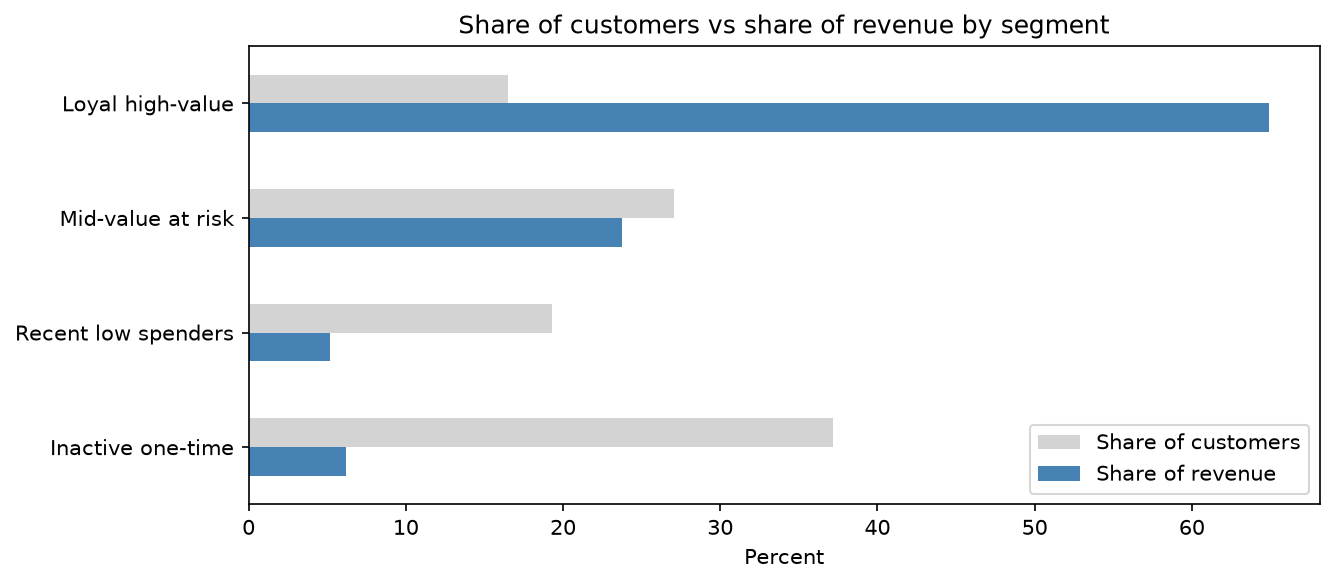 Share of customers vs share of revenue by segment
Loyal high-value
Mid-value at risk
Recent low spenders
Inactive one-time
Share of customers
Share of revenue
0 10 20 30 40 50 60
Percent